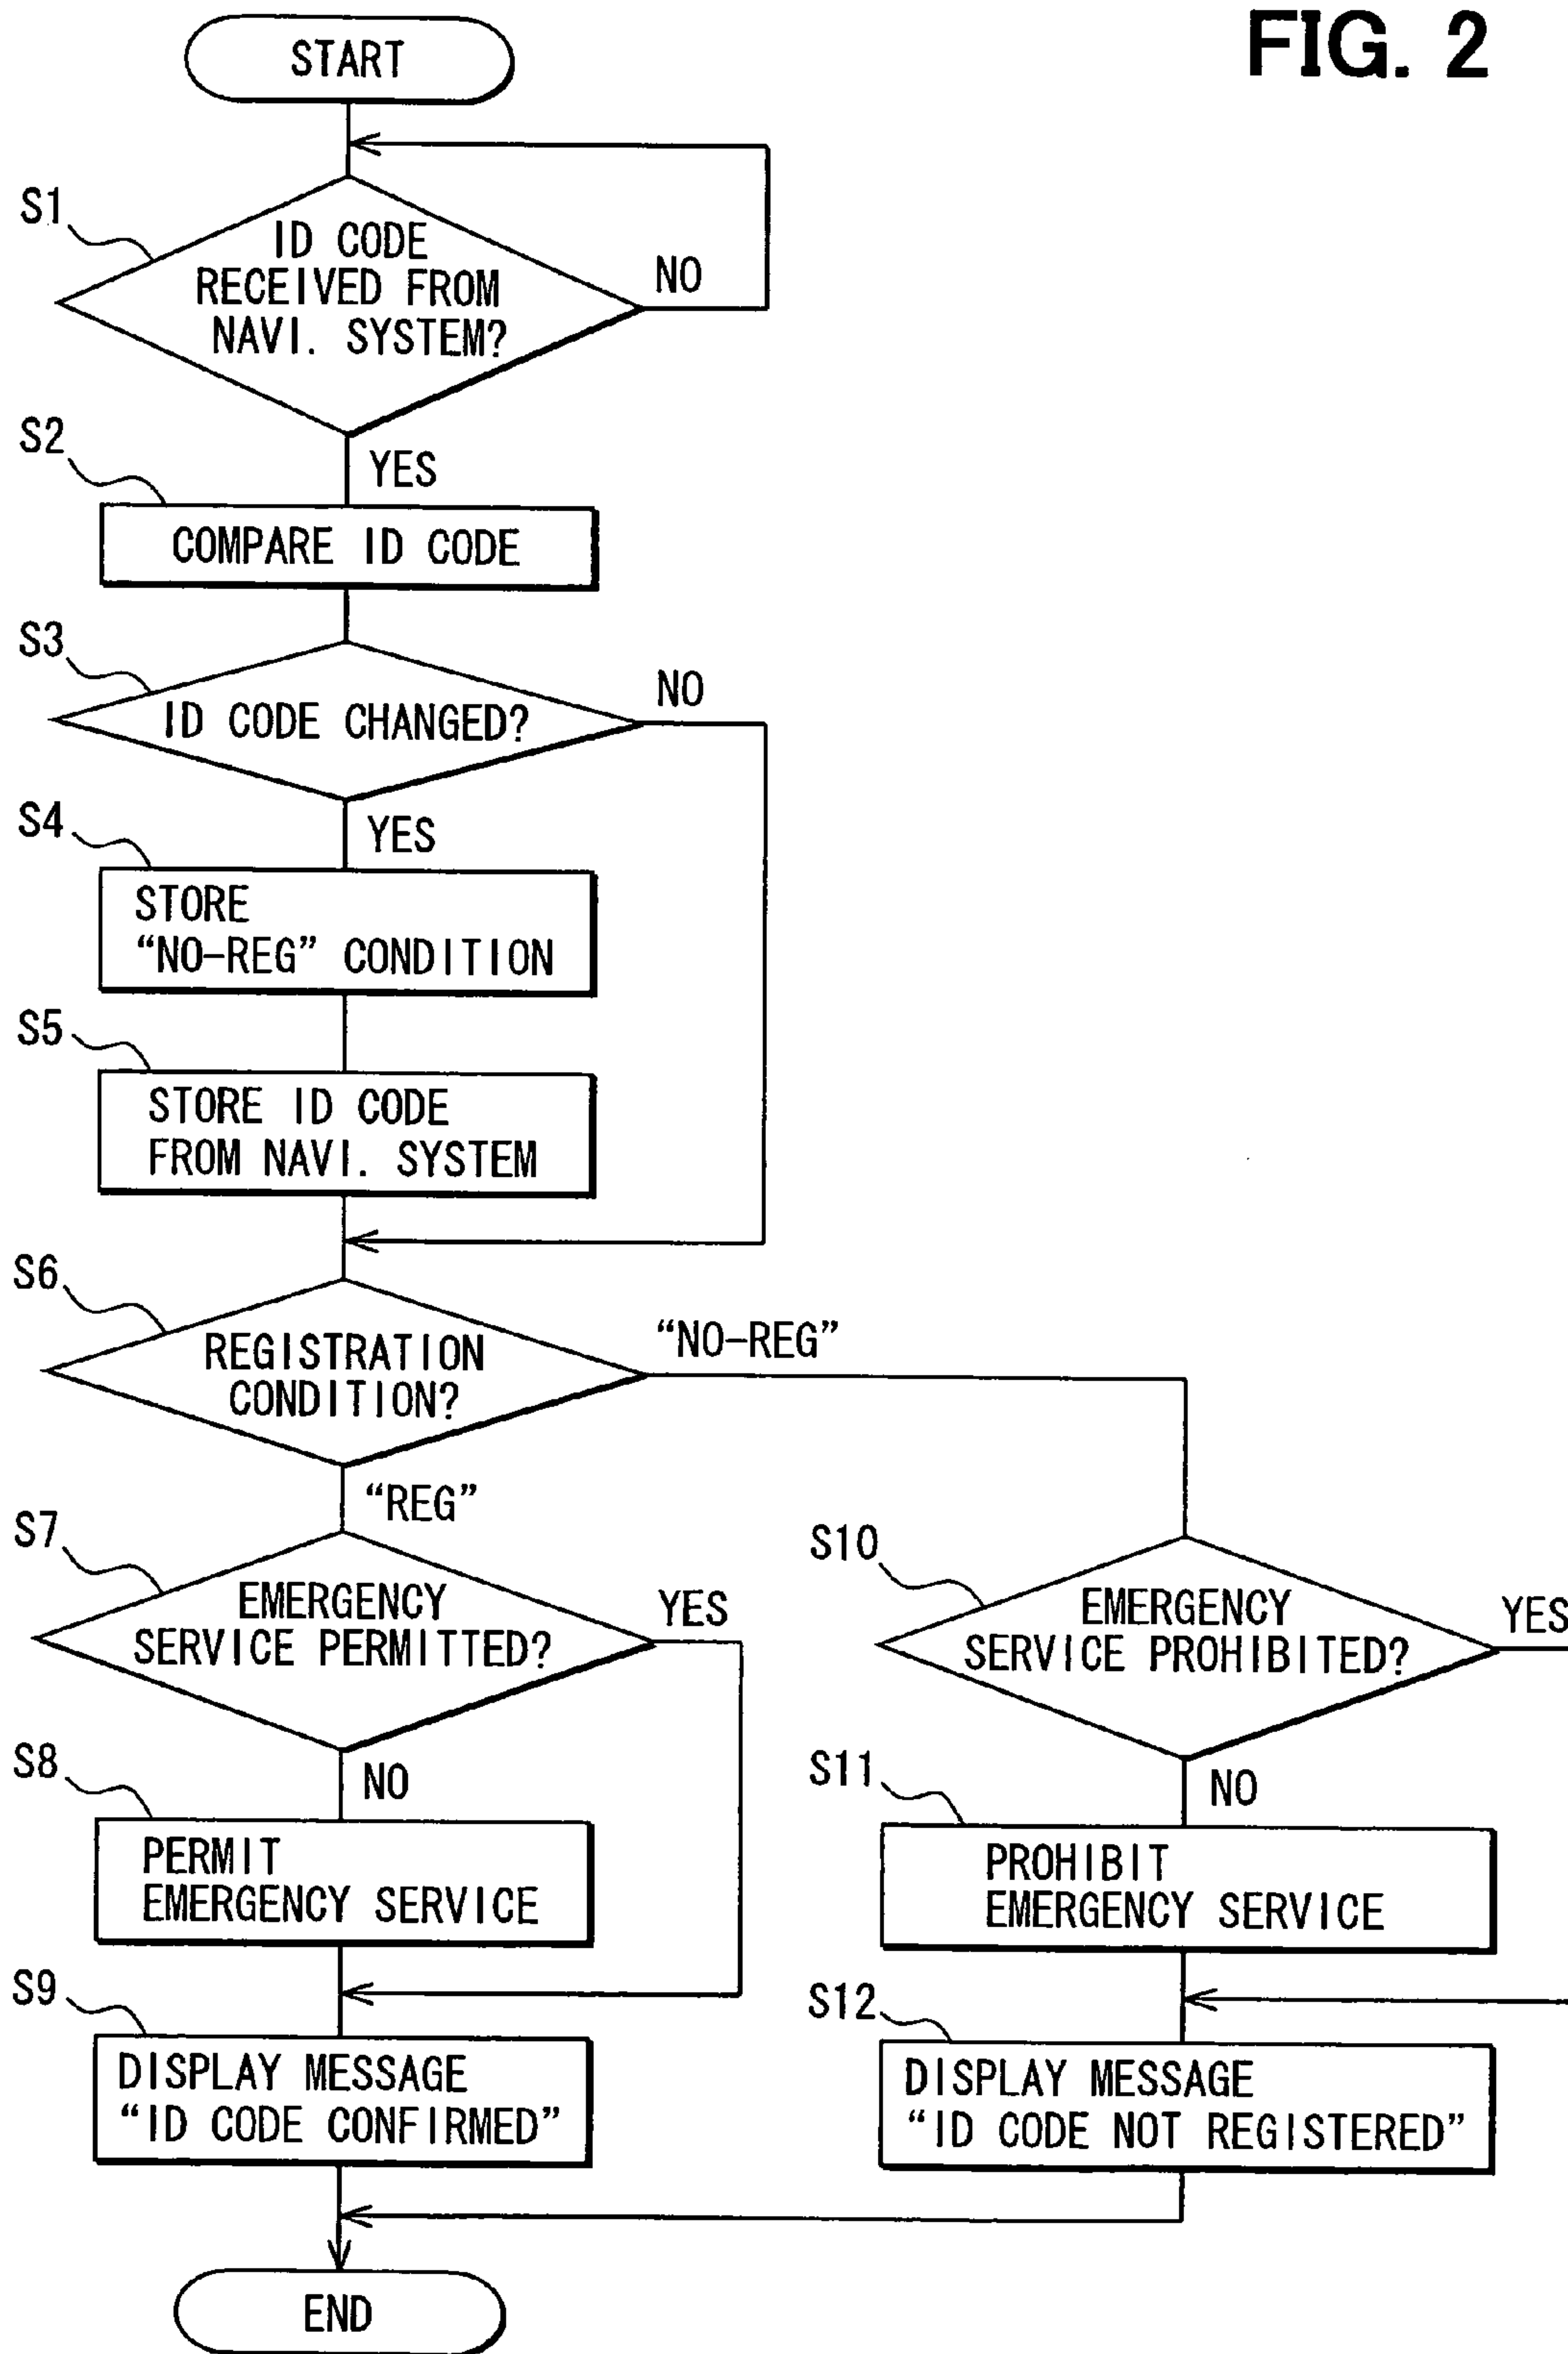 FIG. 2
START
S1
ID CODE
RECEIVED FROM
NAVI. SYSTEM?
NO
YES
S2
COMPARE ID CODE
S3
ID CODE CHANGED?
NO
YES
S4
STORE
“NO-REG” CONDITION
S5
STORE ID CODE
FROM NAVI. SYSTEM
S6
REGISTRATION
CONDITION?
“NO-REG”
“REG”
S7
EMERGENCY
SERVICE PERMITTED?
YES
NO
S8
PERMIT
EMERGENCY SERVICE
S9
DISPLAY MESSAGE
“ID CODE CONFIRMED”
S10
EMERGENCY
SERVICE PROHIBITED?
YES
NO
S11
PROHIBIT
EMERGENCY SERVICE
S12
DISPLAY MESSAGE
“ID CODE NOT REGISTERED”
END